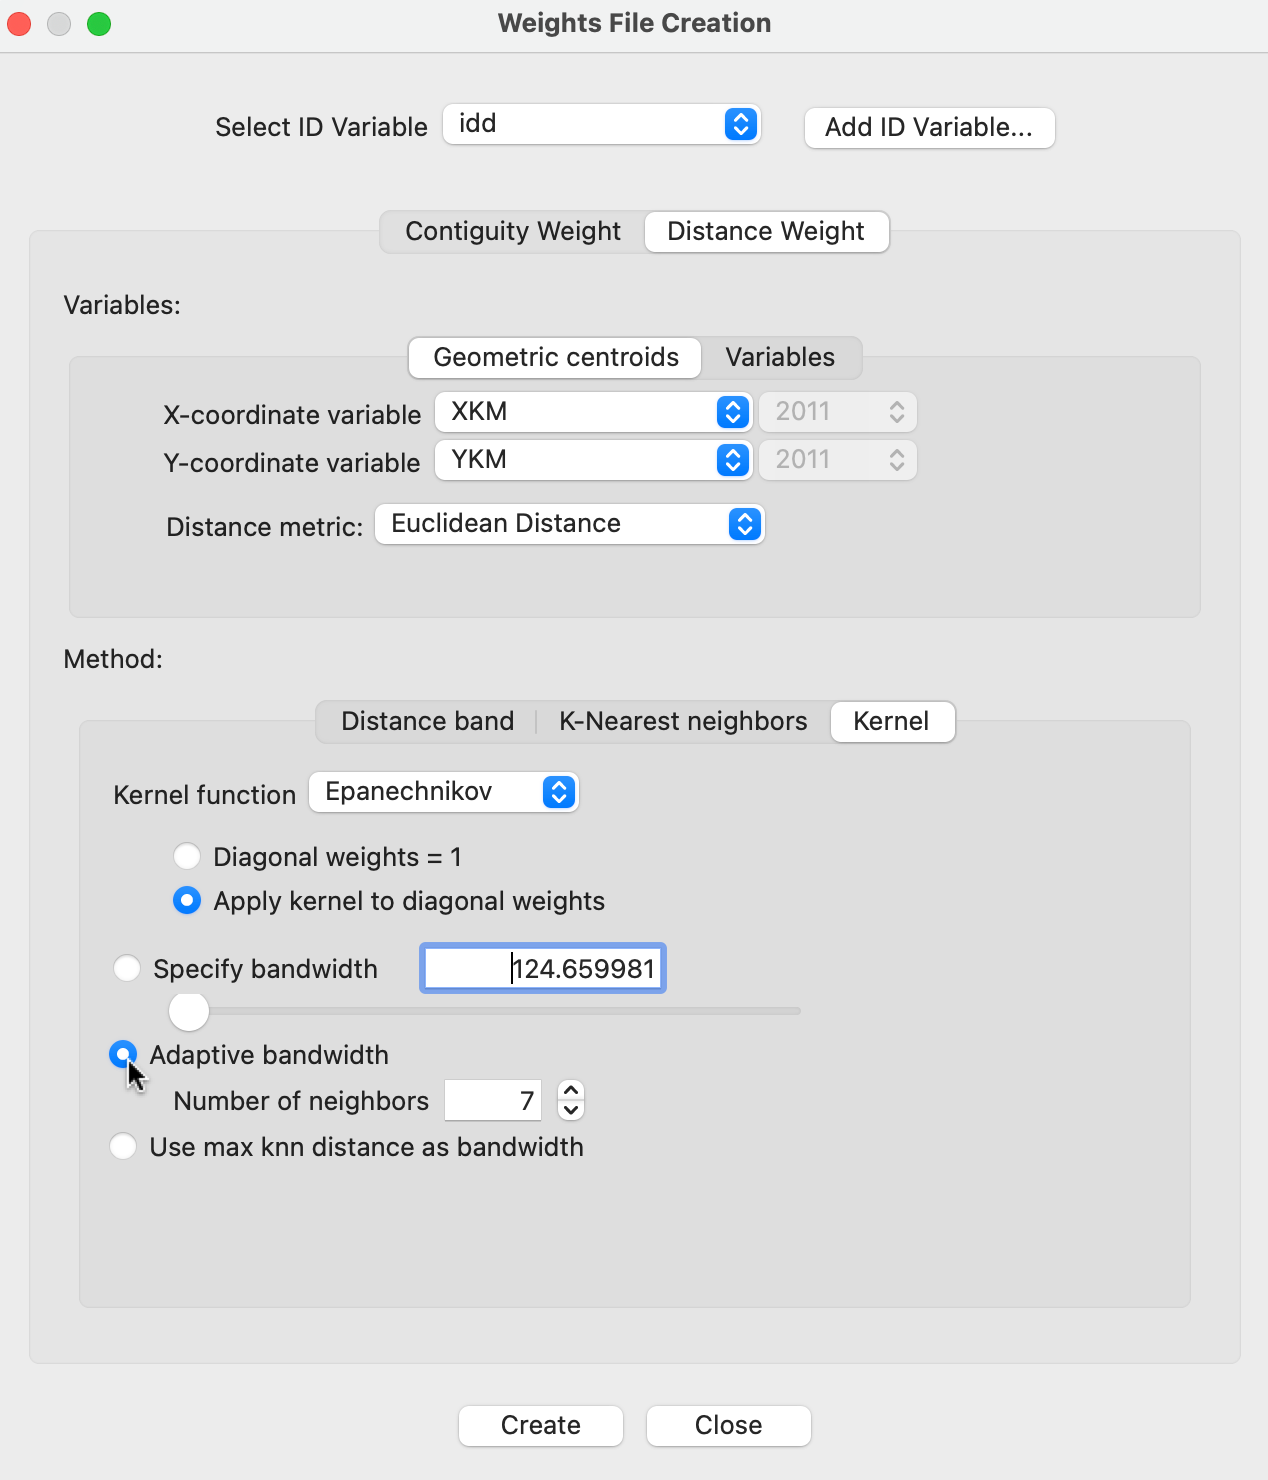 Weights File Creation
Select ID Variable idd Add ID Variable...
Contiguity Weight Distance Weight
Variables:
Geometric centroids Variables
X-coordinate variable XKM 2011
Y-coordinate variable YKM 2011
Distance metric: Euclidean Distance
Method:
Distance band K-Nearest neighbors Kernel
Kernel function Epanechnikov
Diagonal weights = 1
Apply kernel to diagonal weights
Specify bandwidth 124.659981
Adaptive bandwidth
Number of neighbors 7
Use max knn distance as bandwidth
Create Close